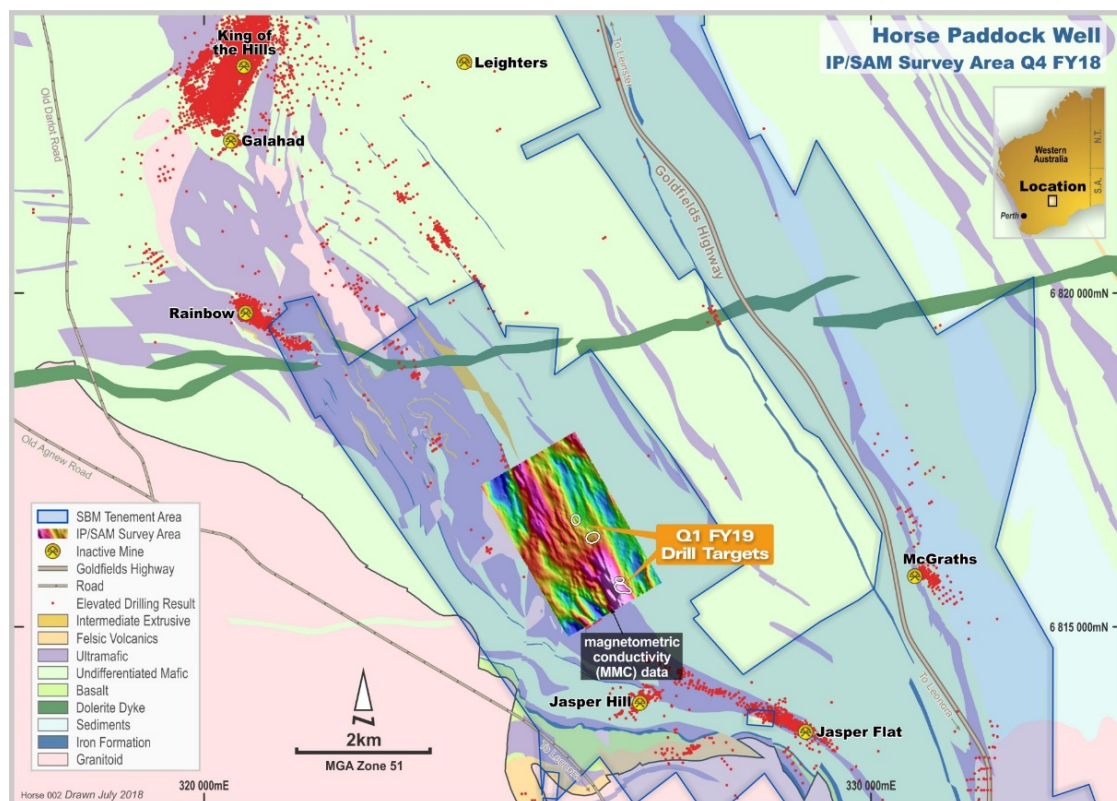 Horse Paddock Well
IP/SAM Survey Area Q4 FY18
King of
the Hills
Leighters
To Leinster
Old Darlot Road
Galahad
Goldfields Highway
Western
Australia
N.T.
S.A.
Location
Perth
6 820 000mN
Rainbow
Old Agnew Road
Q1 FY19
Drill Targets
McGraths
6 815 000mN
magnetometric
conductivity
(MMC) data
To Leonora
Jasper Hill
Jasper Flat
To Leonora
SBM Tenement Area
IP/SAM Survey Area
Inactive Mine
Goldfields Highway
Road
Elevated Drilling Result
Intermediate Extrusive
Felsic Volcanics
Ultramafic
Undifferentiated Mafic
Basalt
Dolerite Dyke
Sediments
Iron Formation
Granitoid
N
2km
MGA Zone 51
320 000mE
330 000mE
Horse 002 Drawn July 2018